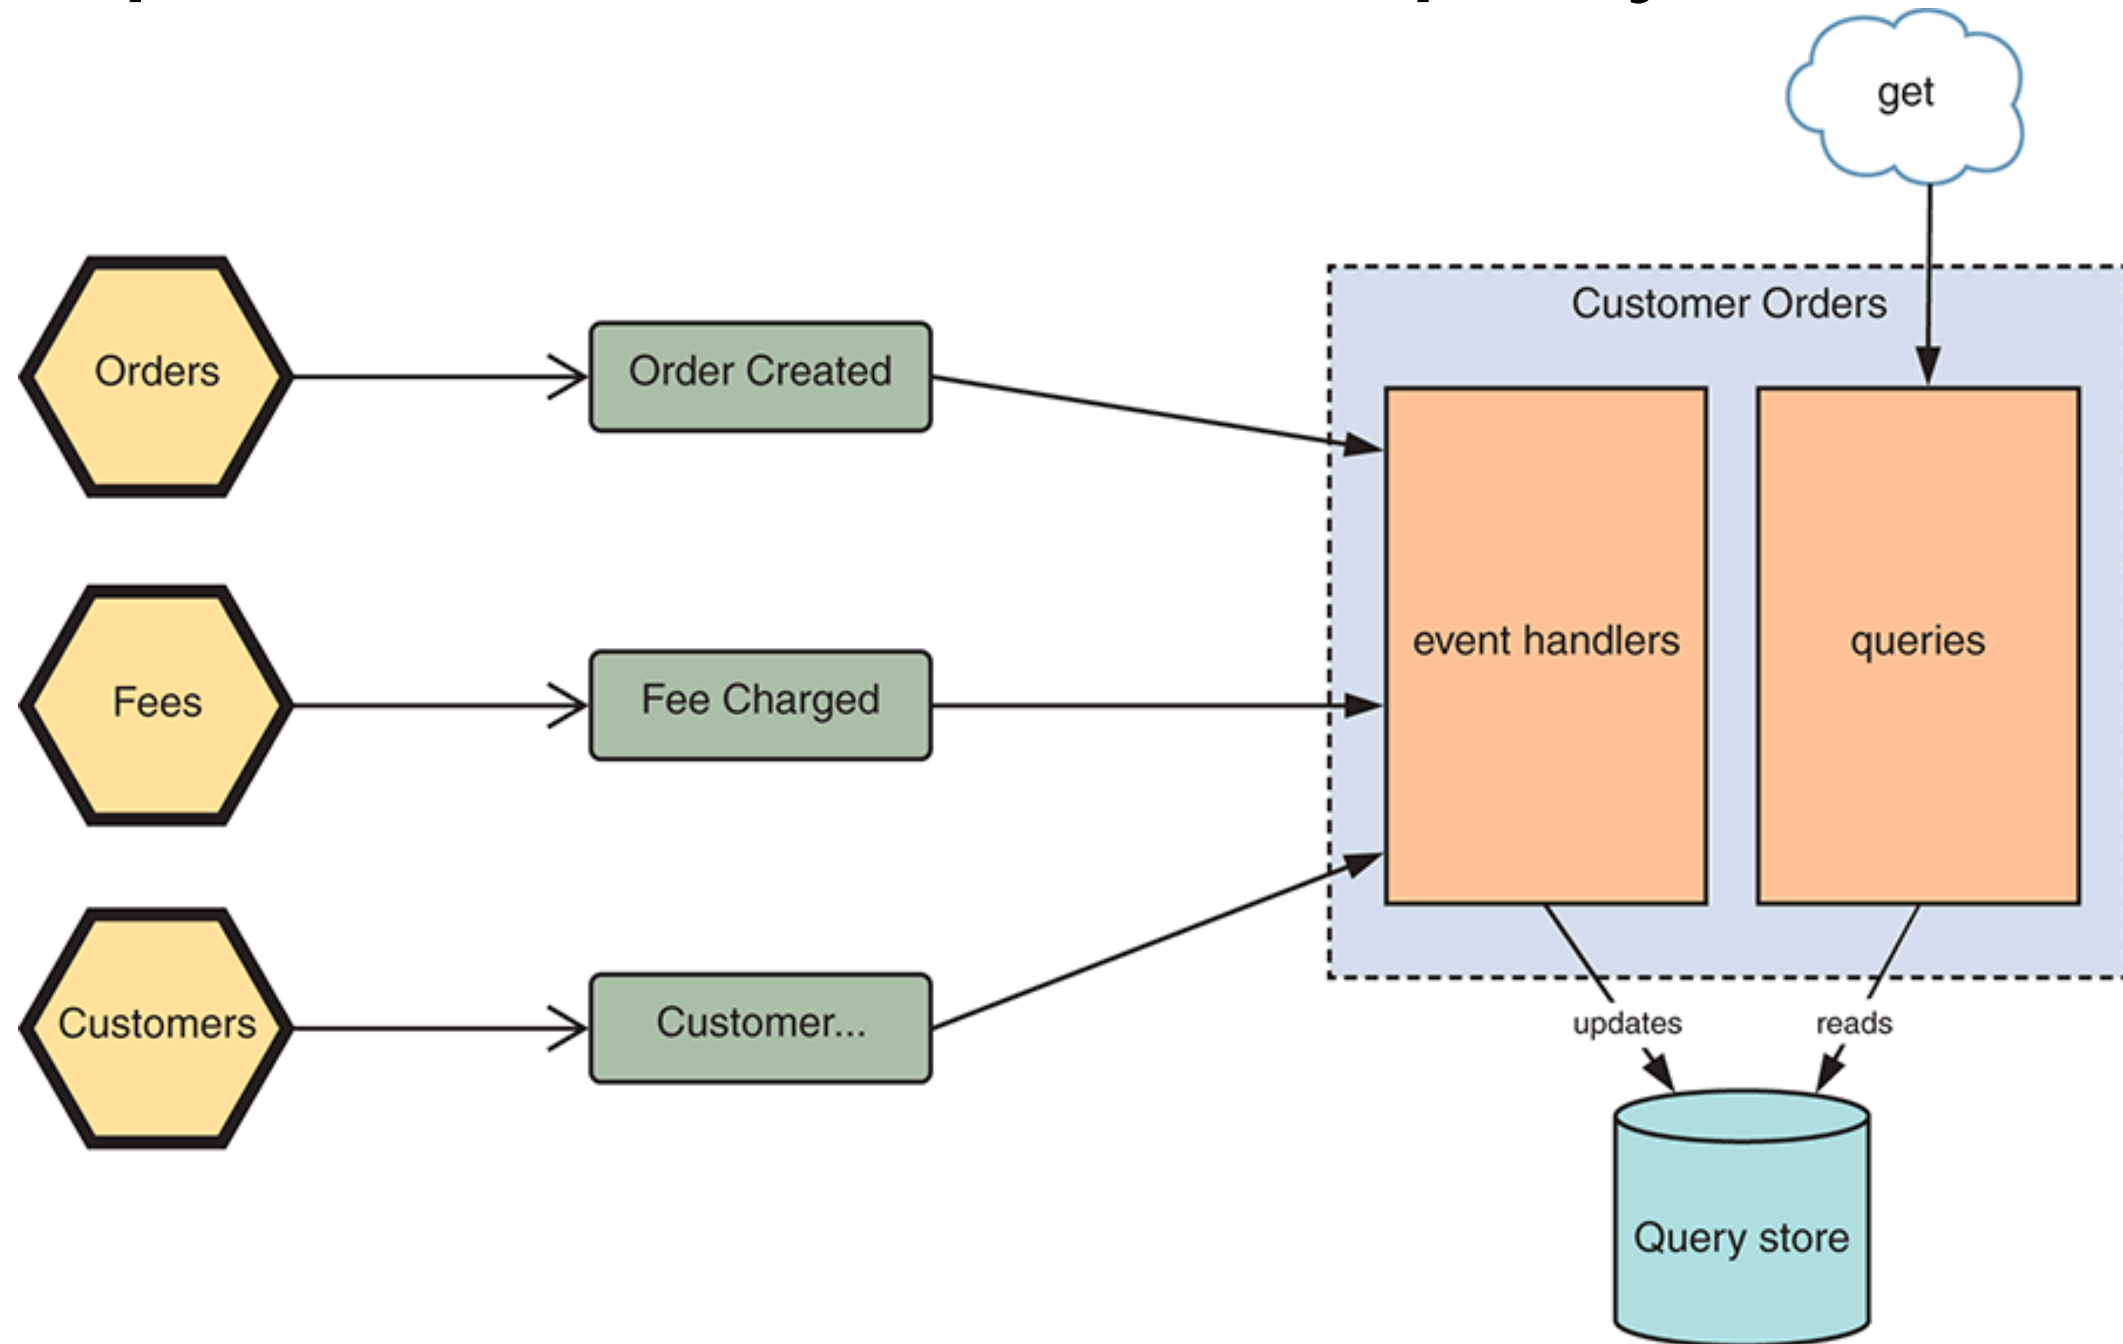 get
Customer Orders
Orders
Order Created
event handlers
queries
Fees
Fee Charged
Customers
Customer...
updates
reads
Query store